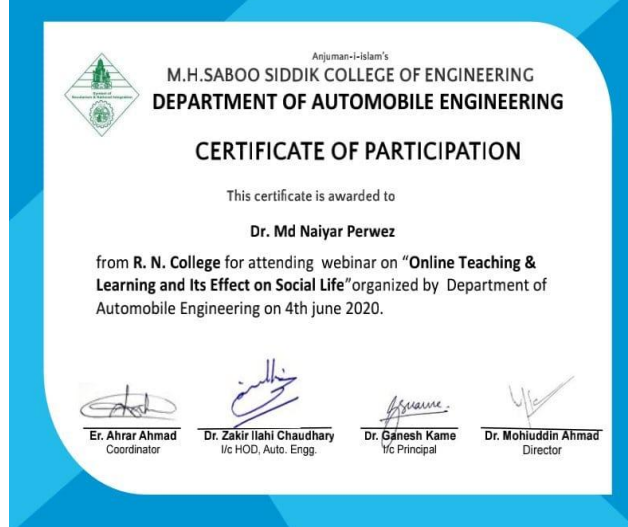 Anjuman-i-islam's
M.H.SABOO SIDDIK COLLEGE OF ENGINEERING
DEPARTMENT OF AUTOMOBILE ENGINEERING
CERTIFICATE OF PARTICIPATION
This certificate is awarded to
Dr. Md Naiyar Perwez
from R. N. College for attending webinar on "Online Teaching &
Learning and Its Effect on Social Life"organized by Department of
Automobile Engineering on 4th june 2020.
Er. Ahrar Ahmad Dr. Zakir Ilahi Chaudhary Dr. Ganesh Kame Dr. Mohiuddin Ahmad
Coordinator I/c HOD, Auto. Engg. I/c Principal Director